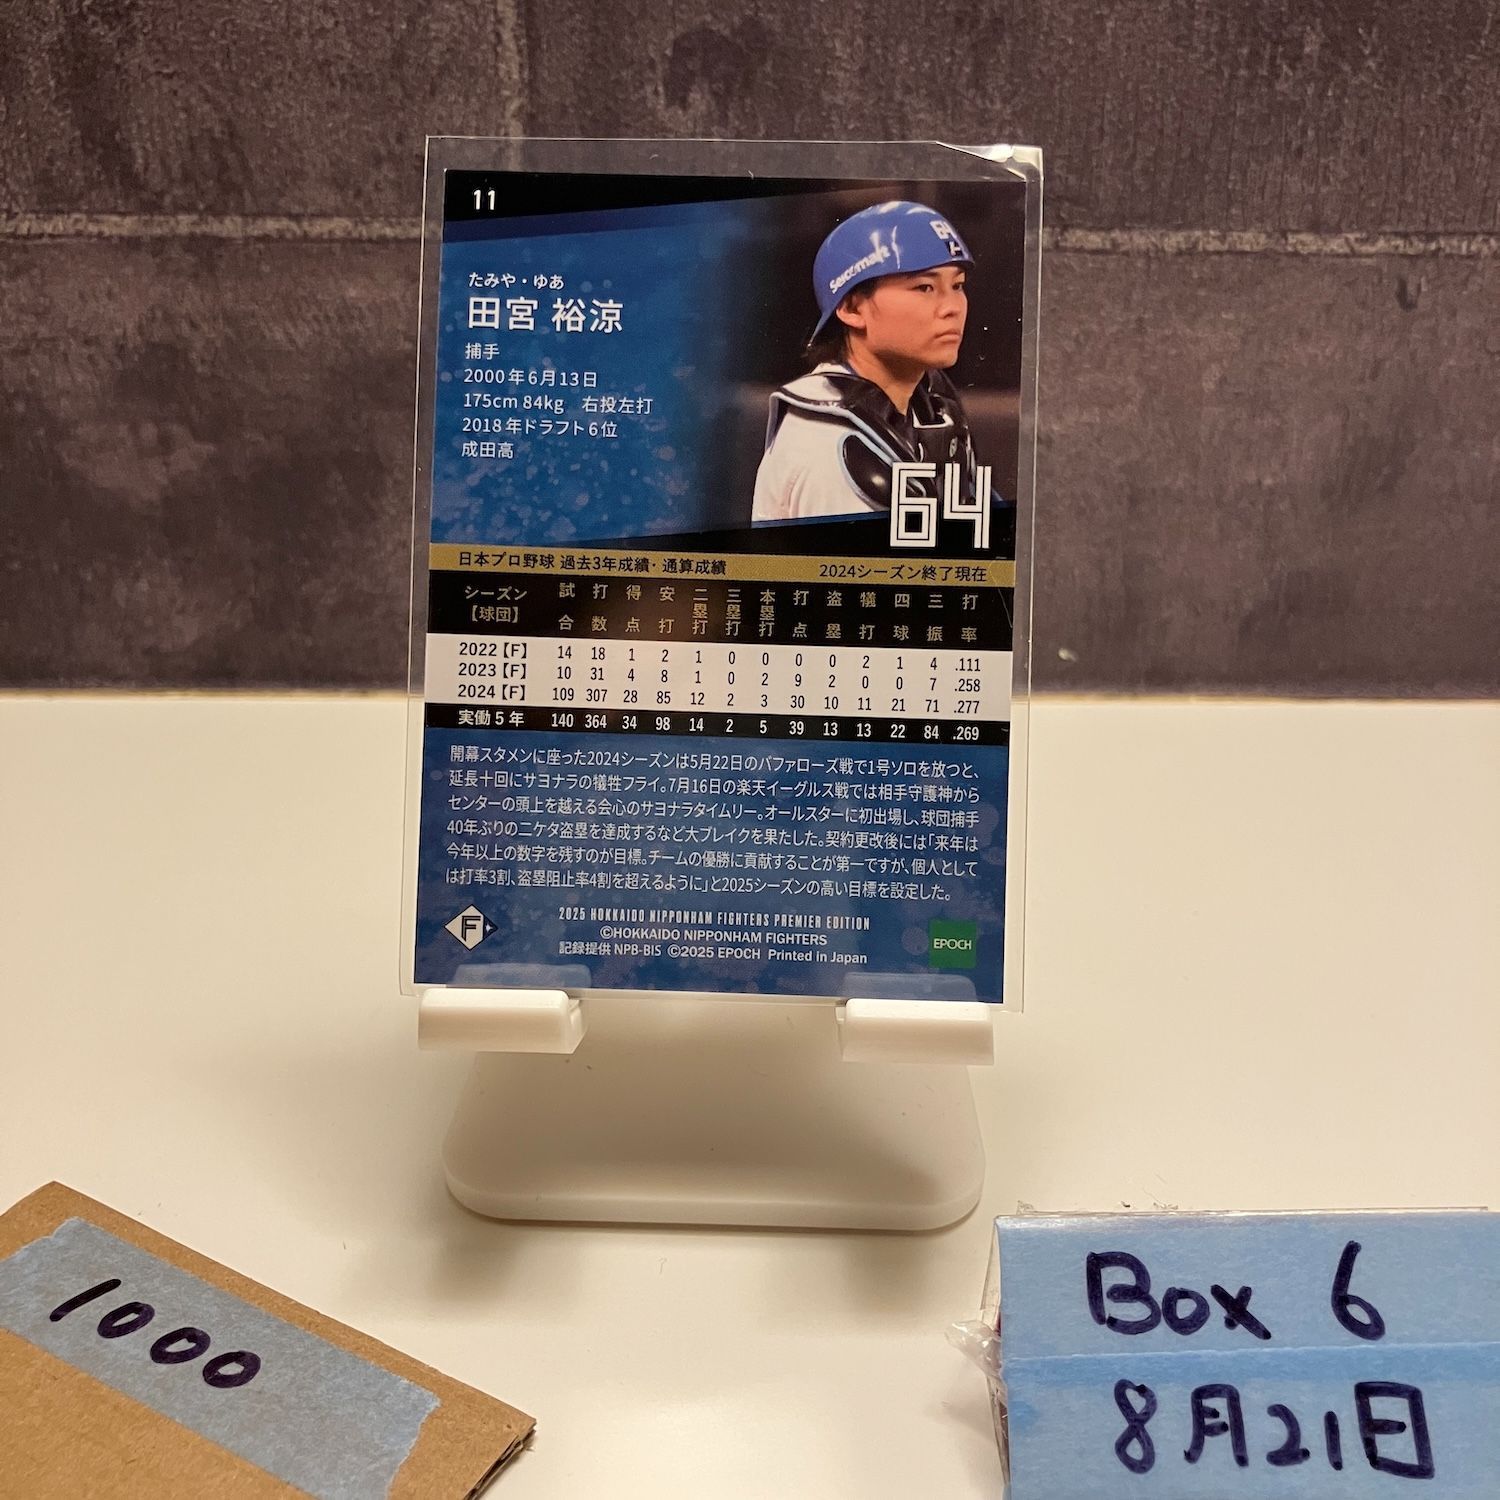 11
たみや・ゆあ
田宮 裕涼
捕手
2000年6月13日
175cm 84kg 右投左打
2018年ドラフト6位
成田高
Seicomart
64
64
日本プロ野球 過去3年成績・通算成績 2024シーズン終了現在
シーズン【球団】 試合 打数 得点 安打 二塁打 三塁打 本塁打 打点 盗塁 犠打 四球 三振 打率
2022【F】 14 18 1 2 1 0 0 0 0 2 1 4 .111
2023【F】 10 31 4 8 1 0 2 9 2 0 0 7 .258
2024【F】 109 307 28 85 12 2 3 30 10 11 21 71 .277
実働5年 140 364 34 98 14 2 5 39 13 13 22 84 .269
開幕スタメンに座った2024シーズンは5月22日のバファローズ戦で1号ソロを放つと、
延長十回にサヨナラの犠牲フライ。7月16日の楽天イーグルス戦では相手守護神から
センターの頭上を越える会心のサヨナラタイムリー。オールスターに初出場し、球団捕手
40年ぶりの二ケタ盗塁を達成するなど大ブレイクを果たした。契約更改後には「来年は
今年以上の数字を残すのが目標。チームの優勝に貢献することが第一ですが、個人として
は打率3割、盗塁阻止率4割を超えるように」と2025シーズンの高い目標を設定した。
F
2025 HOKKAIDO NIPPONHAM FIGHTERS PREMIER EDITION
©HOKKAIDO NIPPONHAM FIGHTERS
記録提供 NPB-BIS ©2025 EPOCH Printed in Japan
EPOCH
1000
Box 6
8月21日